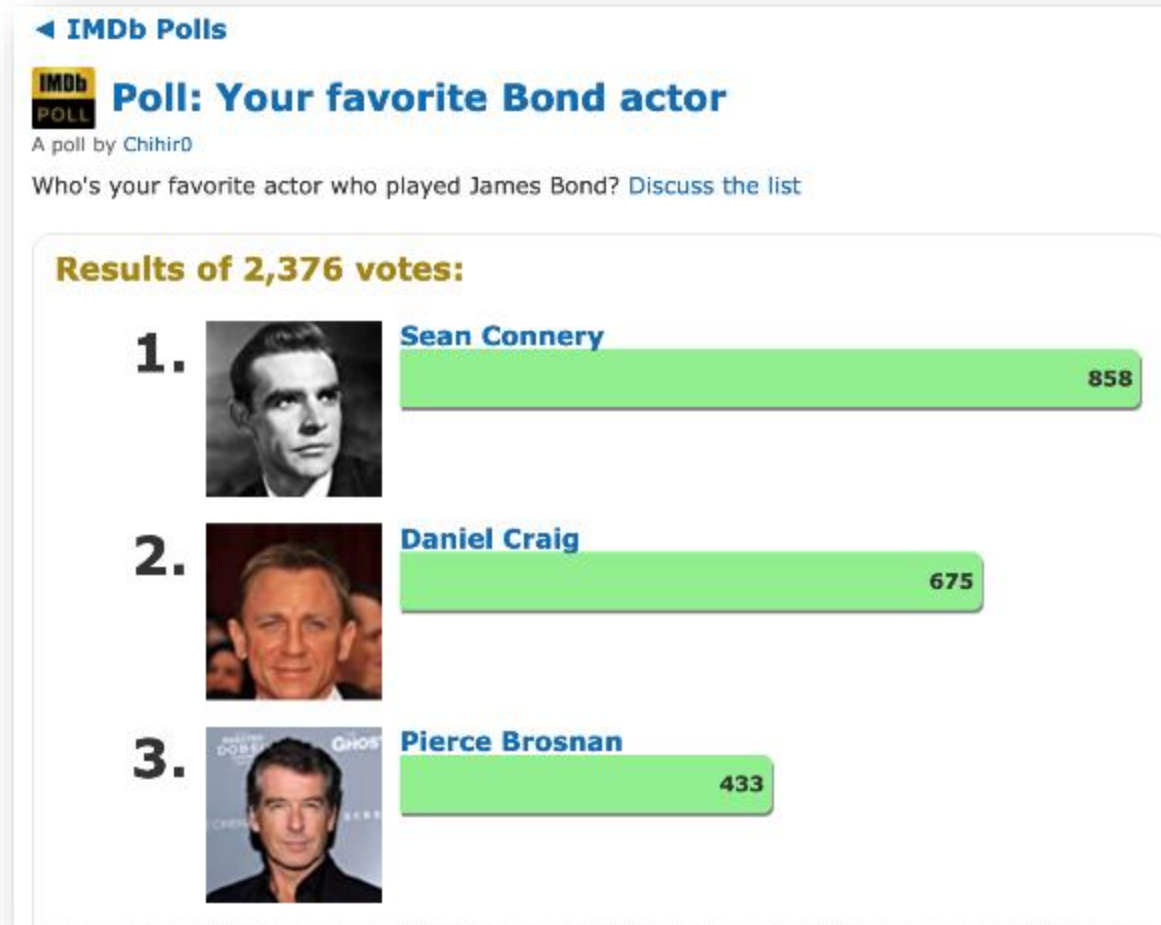 ◄ IMDb Polls
IMDb
POLL
Poll: Your favorite Bond actor
A poll by Chihir0
Who's your favorite actor who played James Bond? Discuss the list
Results of 2,376 votes:
1.
Sean Connery
858
2.
Daniel Craig
675
3.
GHOST
Pierce Brosnan
433